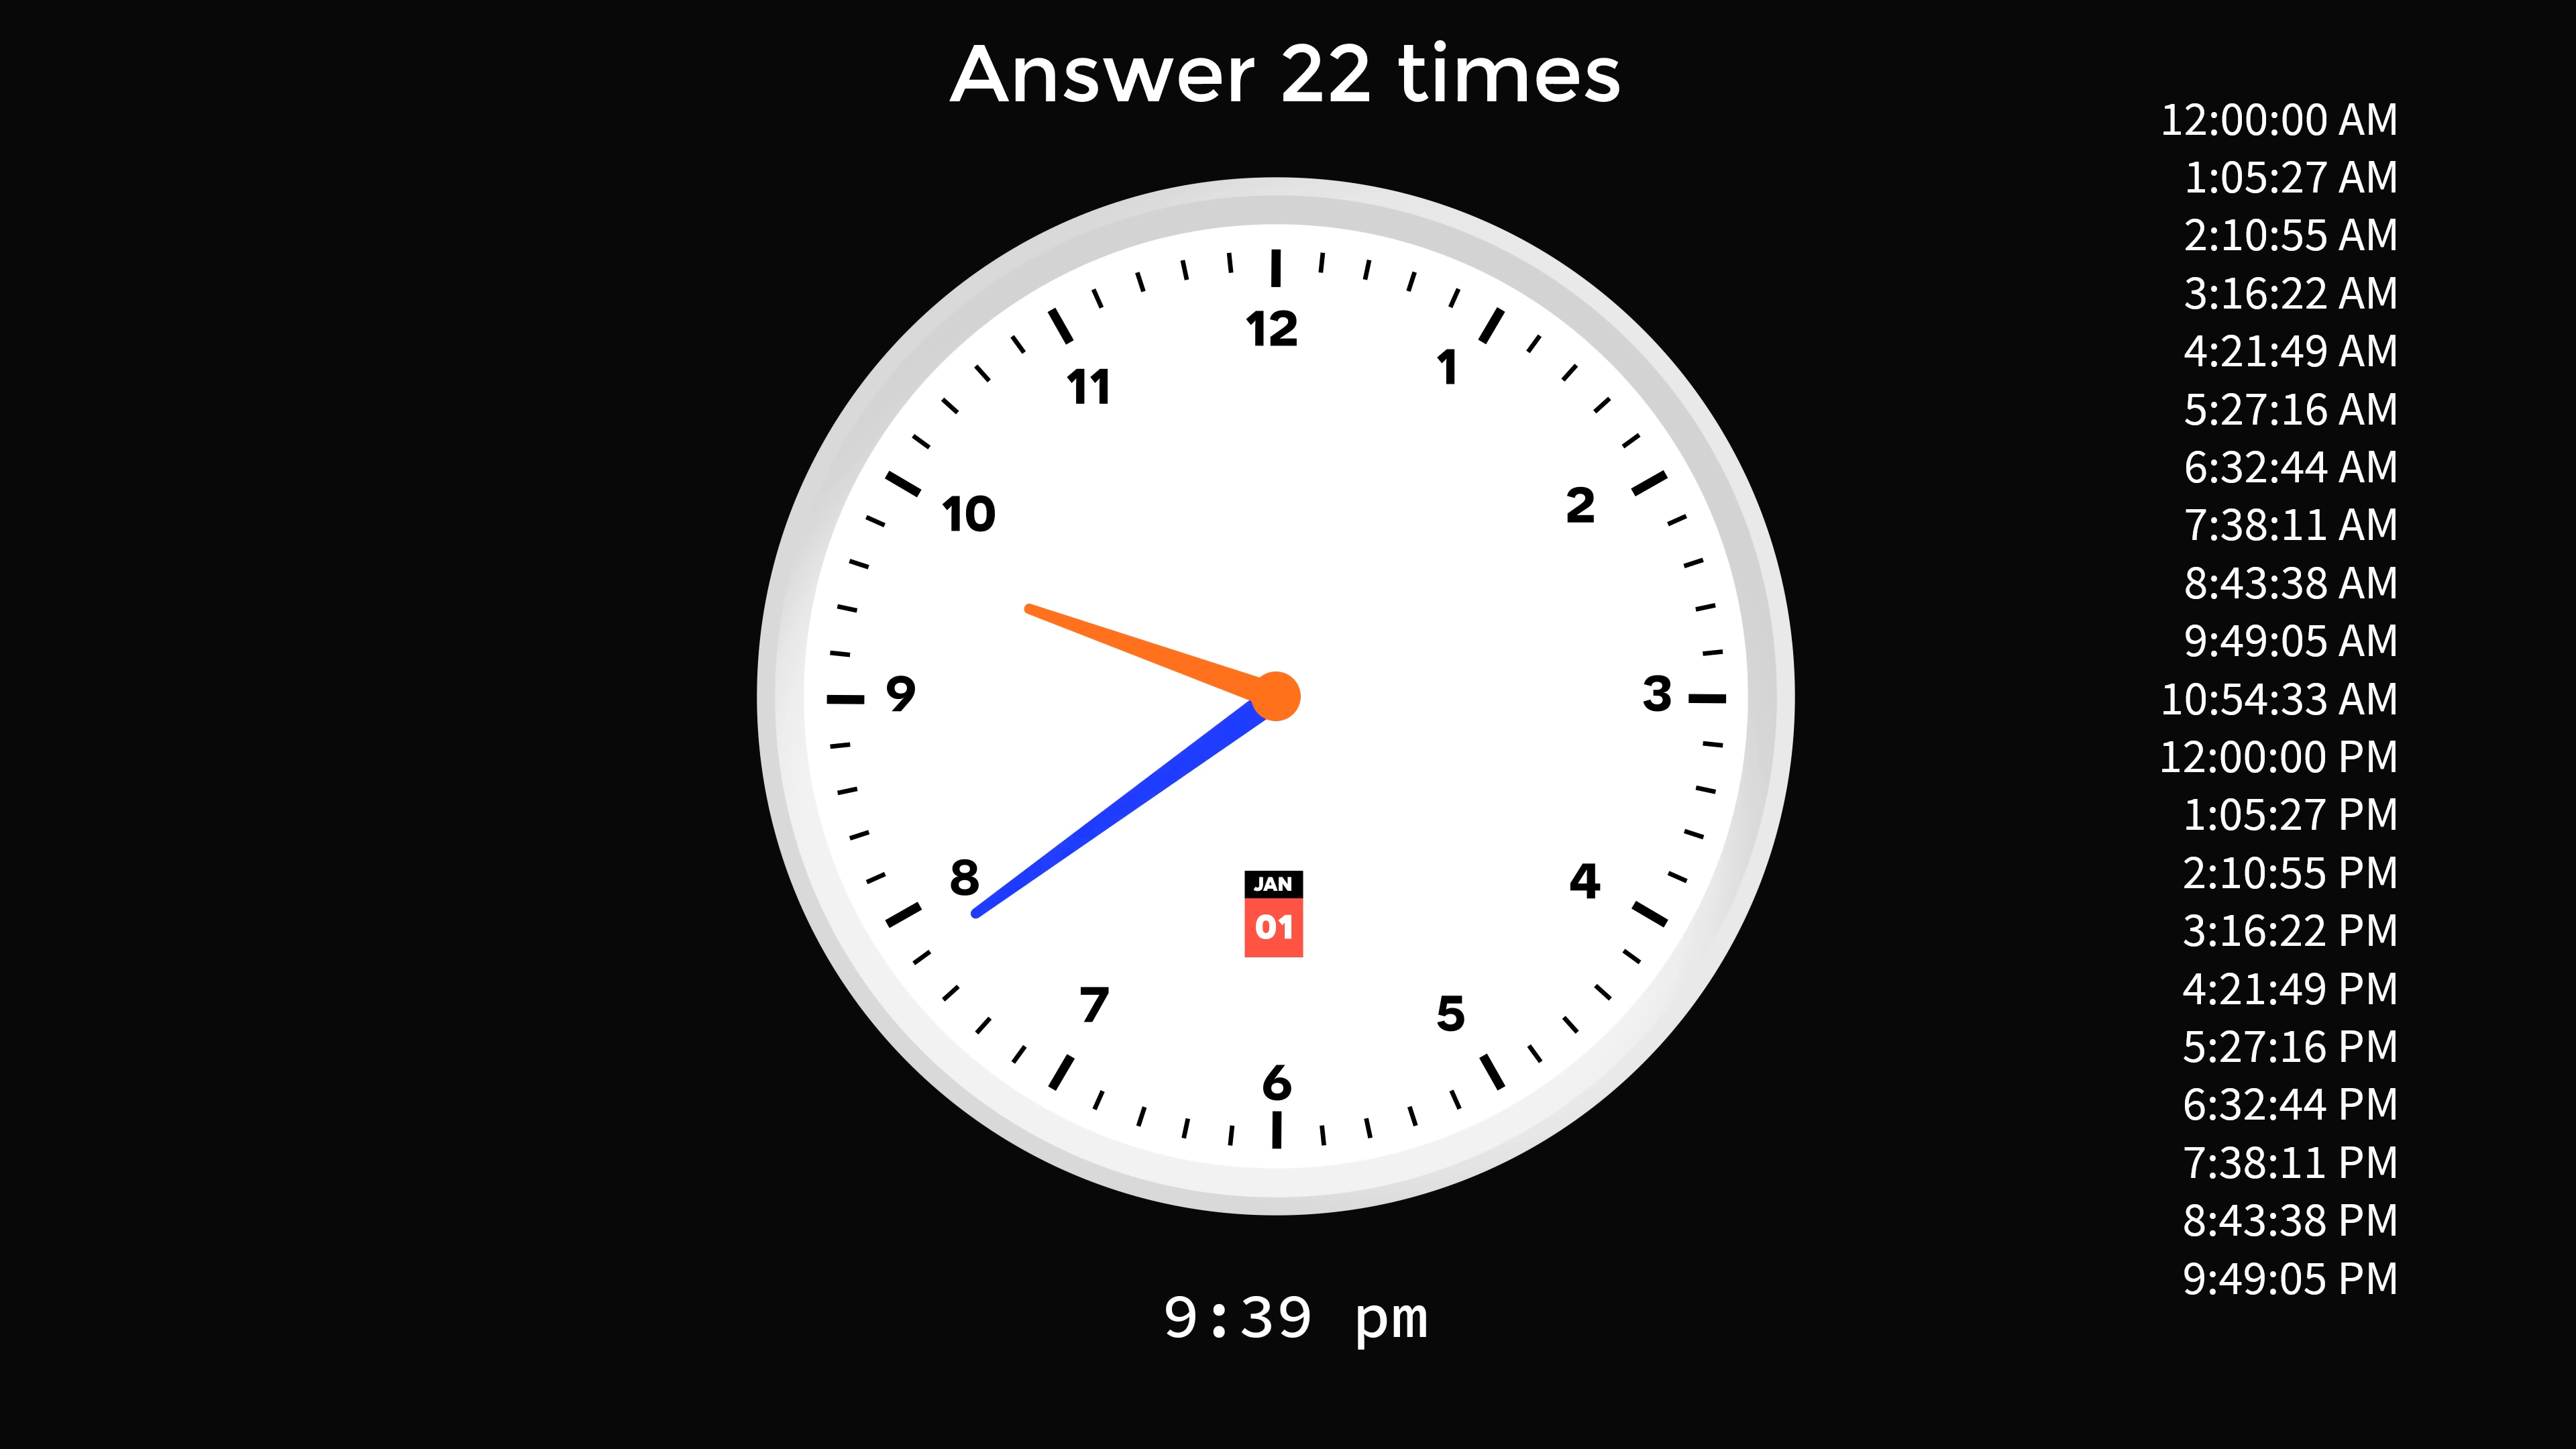 Answer 22 times
12
1
2
3
4
5
6
7
8
9
10
11
JAN
01
9:39 pm
12:00:00 AM
1:05:27 AM
2:10:55 AM
3:16:22 AM
4:21:49 AM
5:27:16 AM
6:32:44 AM
7:38:11 AM
8:43:38 AM
9:49:05 AM
10:54:33 AM
12:00:00 PM
1:05:27 PM
2:10:55 PM
3:16:22 PM
4:21:49 PM
5:27:16 PM
6:32:44 PM
7:38:11 PM
8:43:38 PM
9:49:05 PM